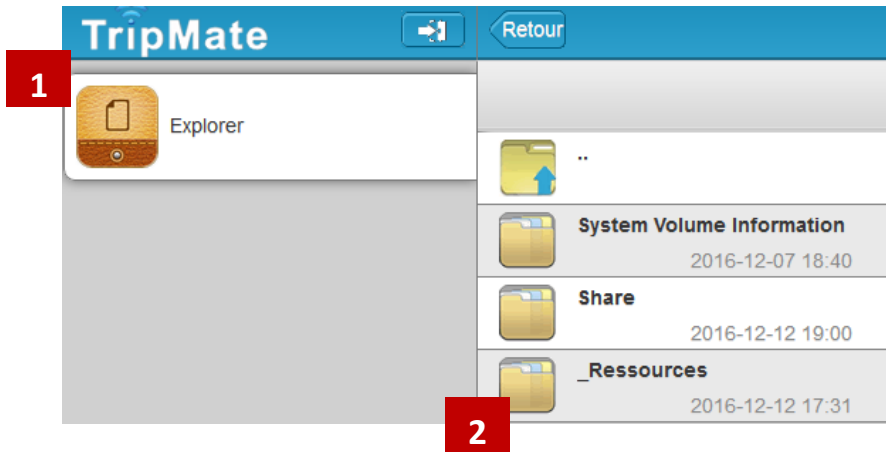 TripMate
1
Explorer
Retour
..
System Volume Information
2016-12-07 18:40
Share
2016-12-12 19:00
_Ressources
2016-12-12 17:31
2